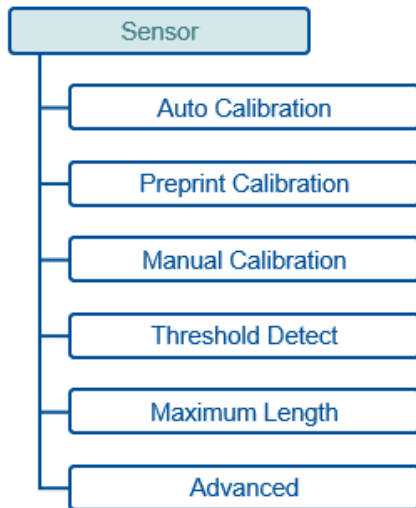 Sensor
Auto Calibration
Preprint Calibration
Manual Calibration
Threshold Detect
Maximum Length
Advanced